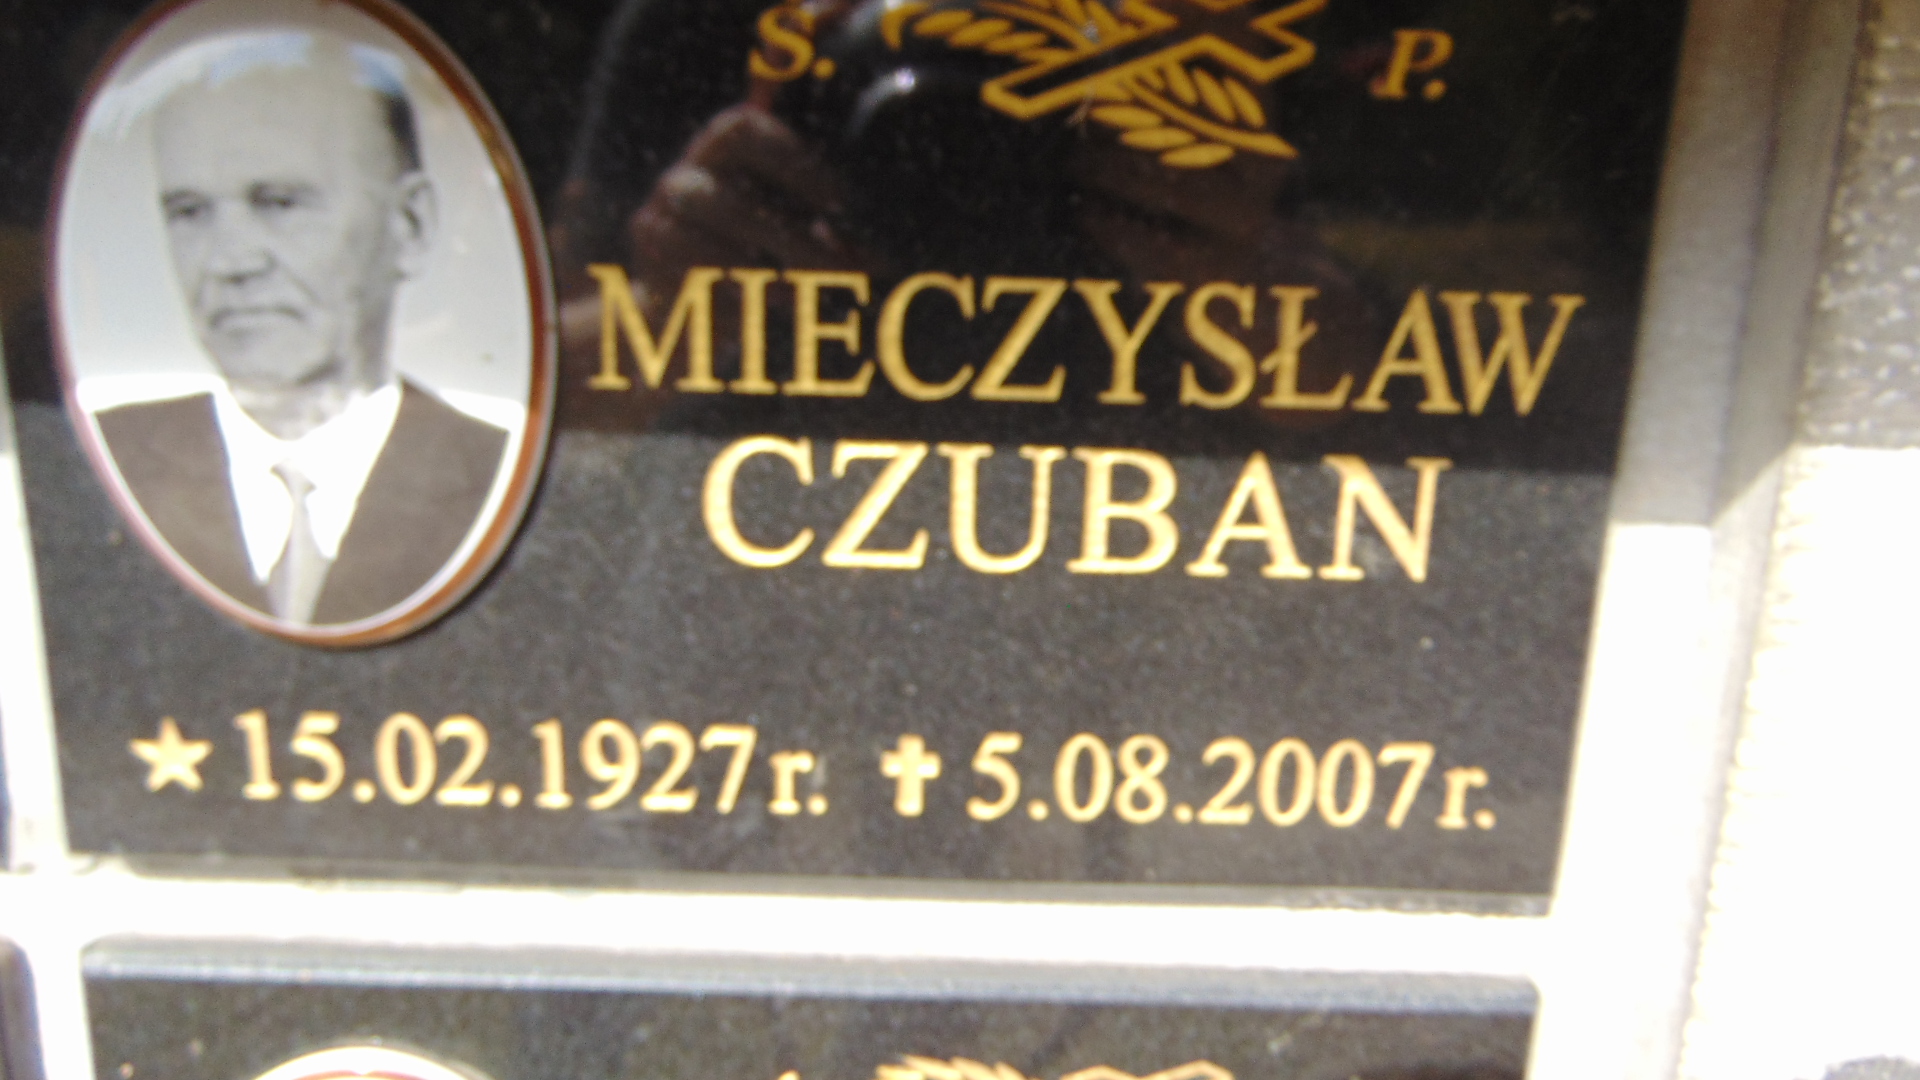 S. P.
MIECZYSŁAW
CZUBAN
★ 15.02.1927r. ✝ 5.08.2007r.